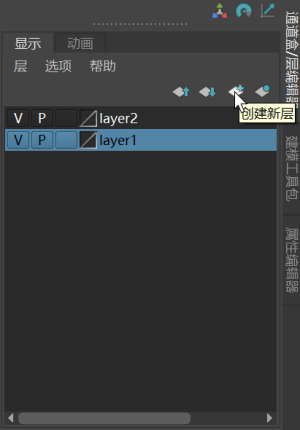 显示 动画
层 选项 帮助
创建新层
V P layer2
V P layer1
通道盒/层编辑器
建模工具包
属性编辑器